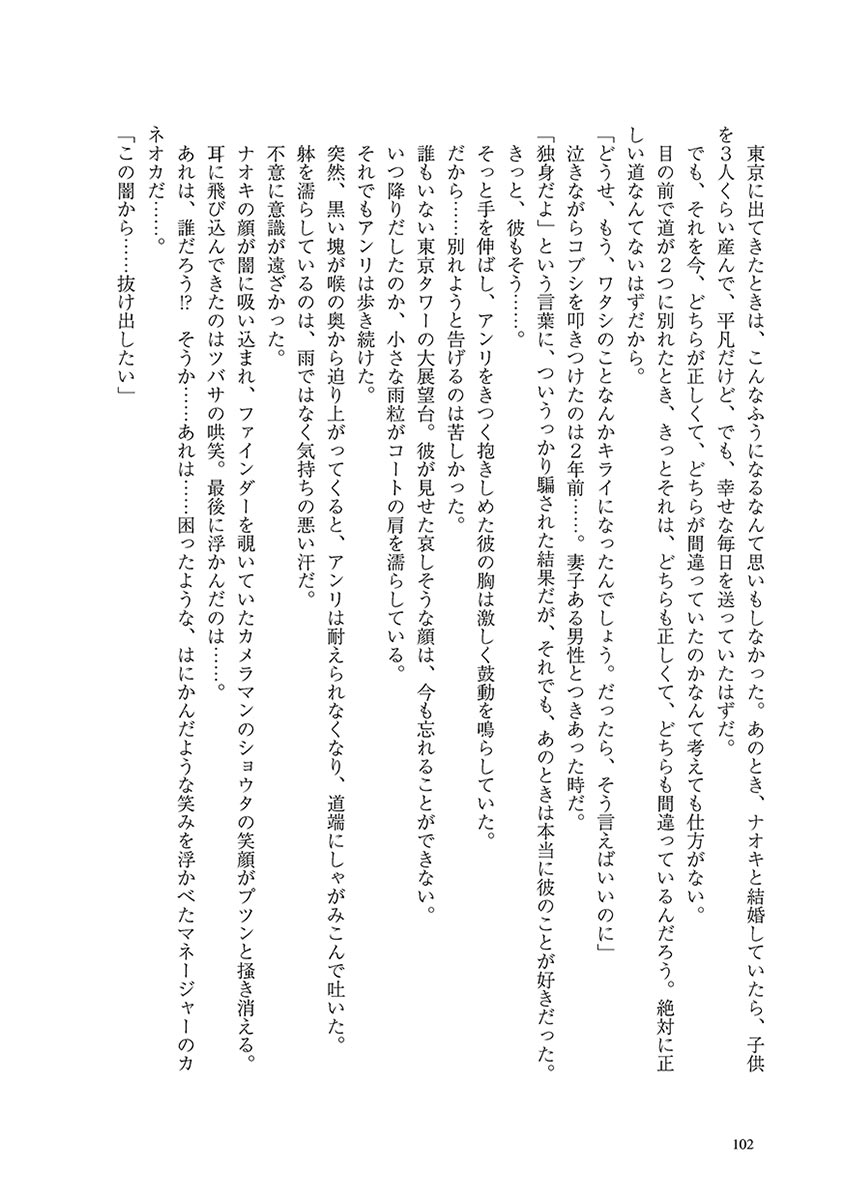 東京に出てきたときは、こんなふうになるなんて思いもしなかった。あのとき、ナオキと結婚していたら、子供
を３人くらい産んで、平凡だけど、でも、幸せな毎日を送っていたはずだ。
でも、それを今、どちらが正しくて、どちらが間違っていたのかなんて考えても仕方がない。
目の前で道が２つに別れたとき、きっとそれは、どちらも正しくて、どちらも間違っているんだろう。絶対に正
しい道なんてないはずだから。
「どうせ、もう、ワタシのことなんかキライになったんでしょう。だったら、そう言えばいいのに」
泣きながらコブシを叩きつけたのは２年前……。妻子ある男性とつきあった時だ。
「独身だよ」という言葉に、ついうっかり騙された結果だが、それでも、あのときは本当に彼のことが好きだった。
きっと、彼もそう……。
そっと手を伸ばし、アンリをきつく抱きしめた彼の胸は激しく鼓動を鳴らしていた。
だから……別れようと告げるのは苦しかった。
誰もいない東京タワーの大展望台。彼が見せた哀しそうな顔は、今も忘れることができない。
いつ降りだしたのか、小さな雨粒がコートの肩を濡らしている。
それでもアンリは歩き続けた。
突然、黒い塊が喉の奥から迫り上がってくると、アンリは耐えられなくなり、道端にしゃがみこんで吐いた。
躰を濡らしているのは、雨ではなく気持ちの悪い汗だ。
不意に意識が遠ざかった。
ナオキの顔が闇に吸い込まれ、ファインダーを覗いていたカメラマンのショウタの笑顔がプツンと掻き消える。
耳に飛び込んできたのはツバサの哄笑。最後に浮かんだのは……。
あれは、誰だろう⁉　そうか……あれは……困ったような、はにかんだような笑みを浮かべたマネージャーのカ
ネオカだ……。
「この闇から……抜け出したい」
102